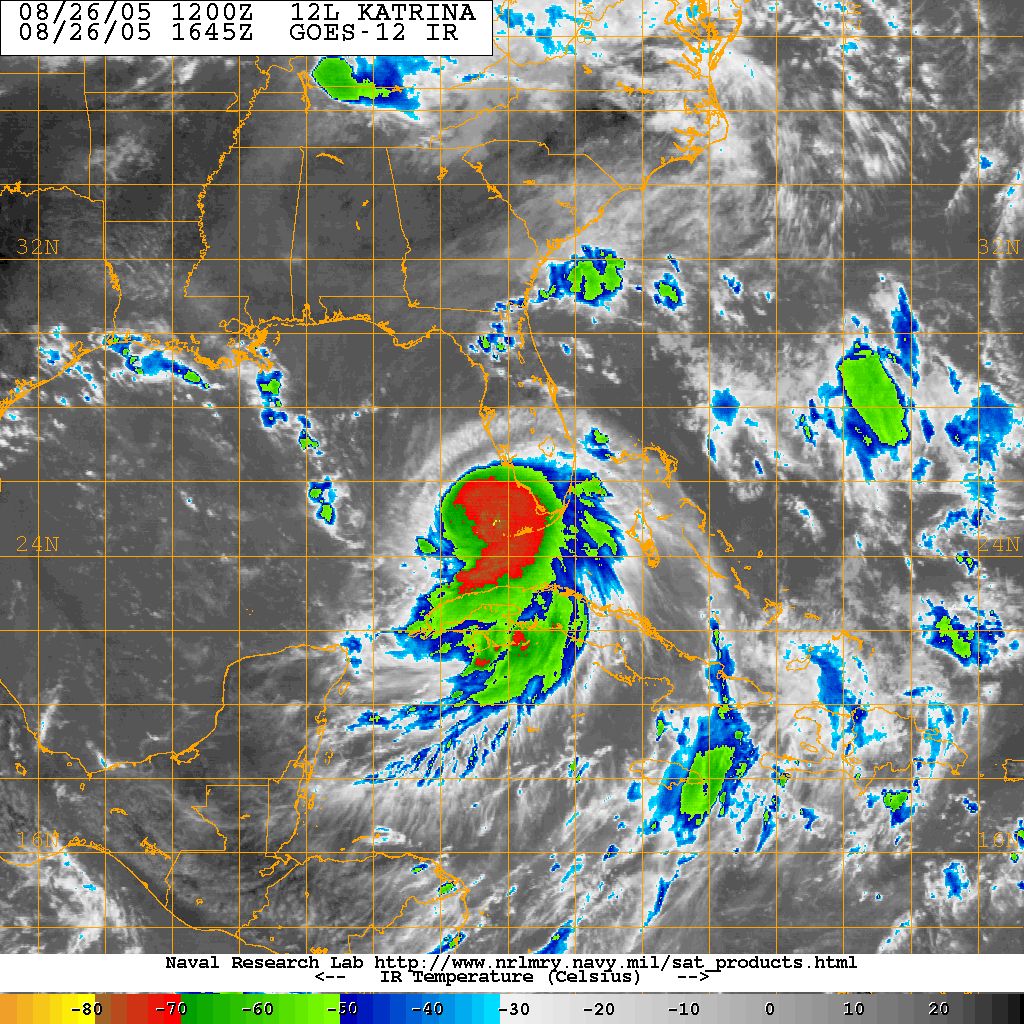 08/26/05 1200Z 12L KATRINA
08/26/05 1645Z GOES-12 IR
32N 32N
24N 24N
16N 16N
Naval Research Lab http://www.nrlmry.navy.mil/sat_products.html
<-- IR Temperature (Celsius) -->
-80 -70 -60 -50 -40 -30 -20 -10 0 10 20